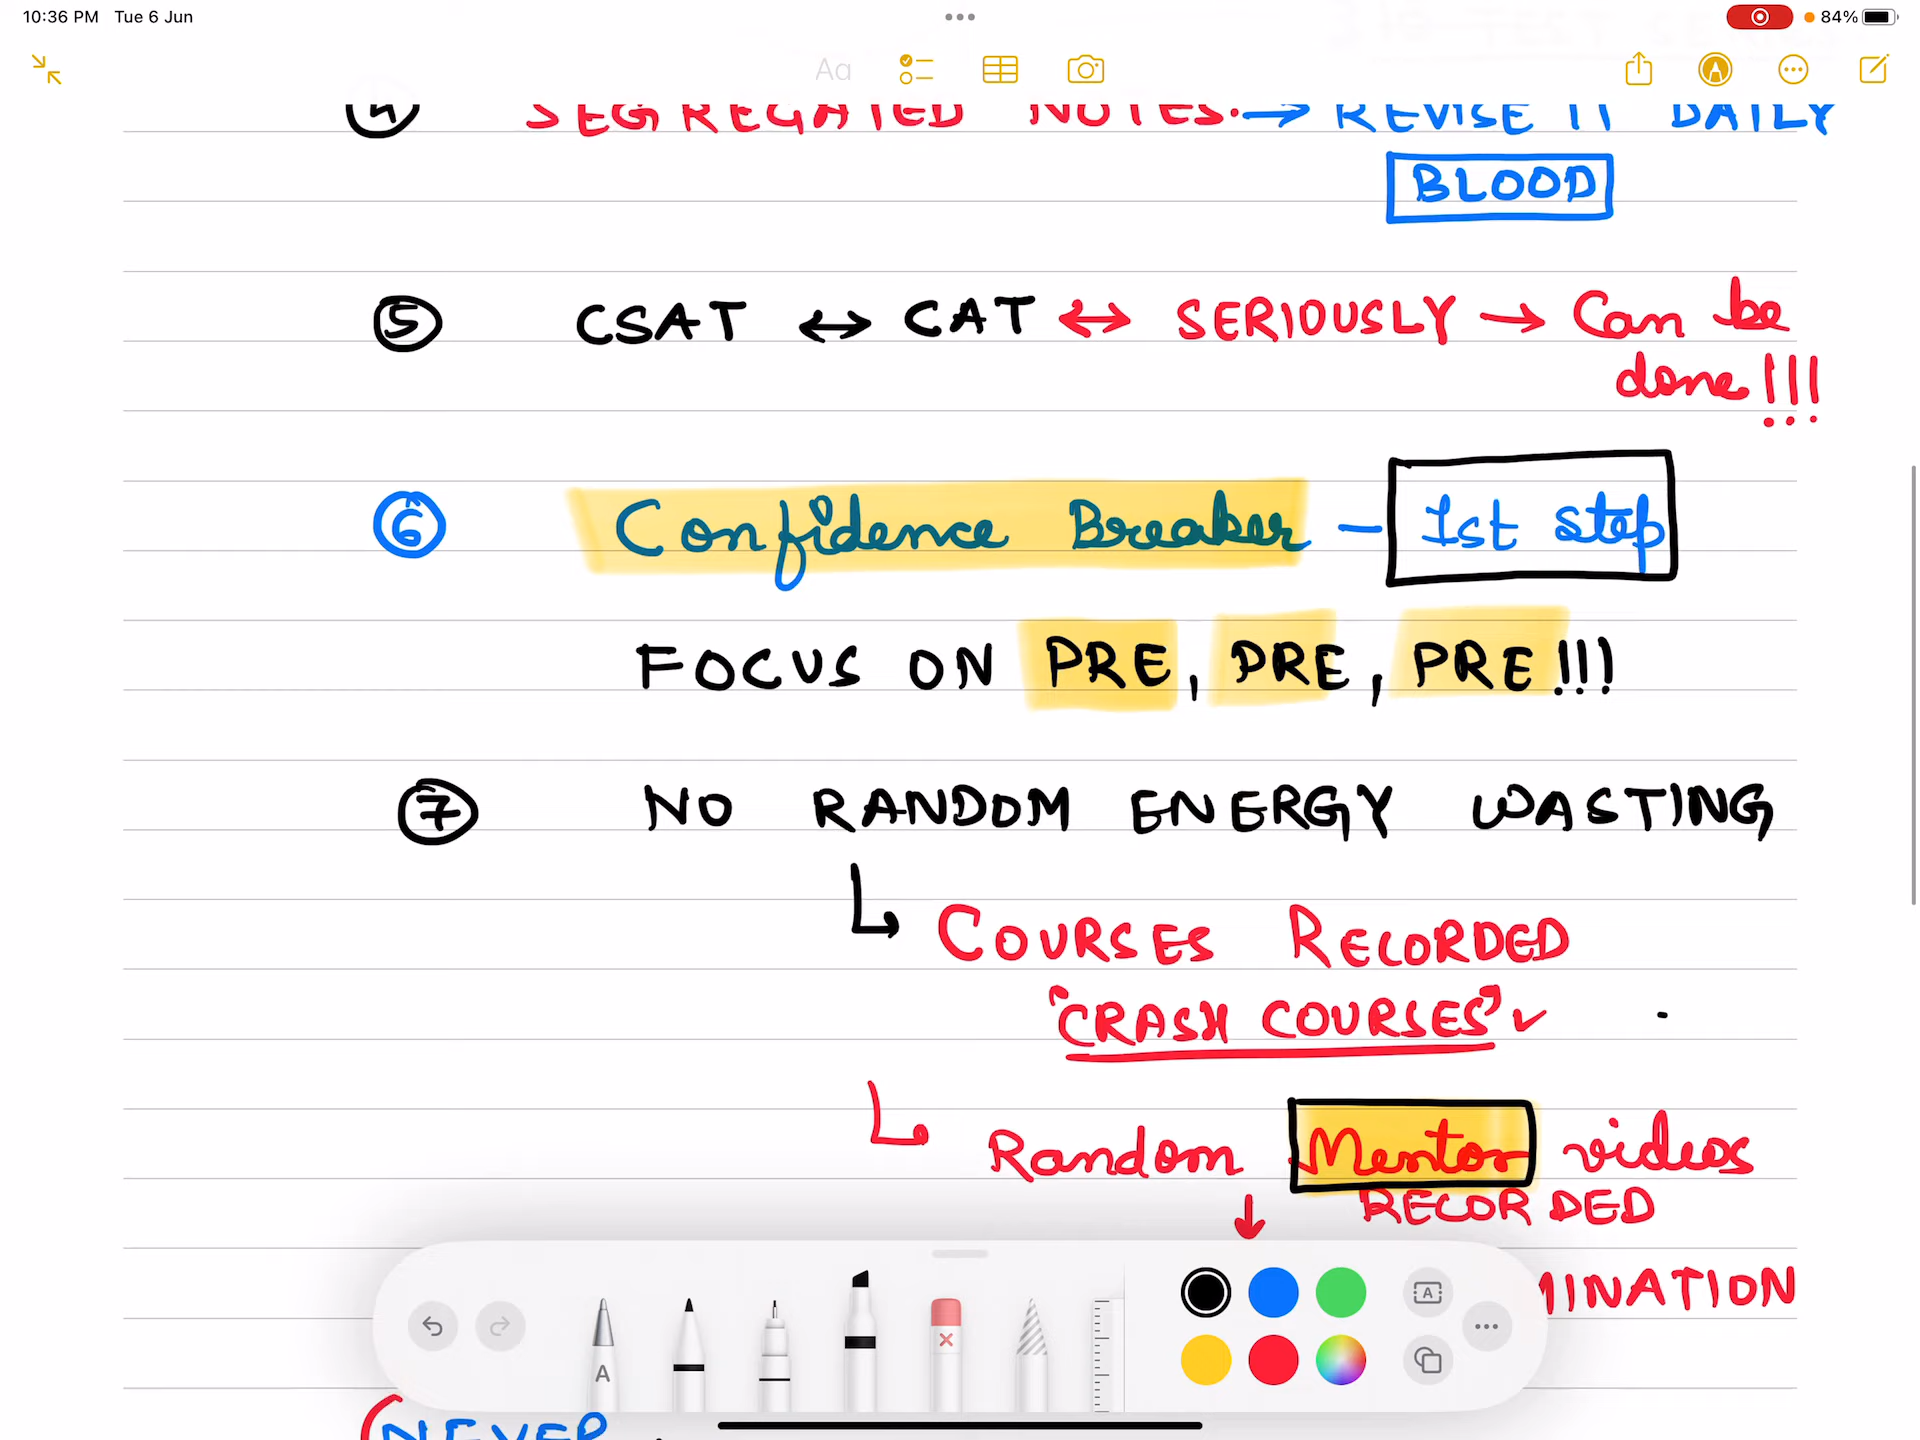 10:36 PM Tue 6 Jun 84%
Aa
4 SEGREGATED NOTES. → REVISE IT DAILY
BLOOD
5 CSAT ↔ CAT ↔ SERIOUSLY → Can be
done!!!
6 Confidence Breaker - 1st step
FOCUS ON PRE, PRE, PRE!!!
7 NO RANDOM ENERGY WASTING
COURSES RECORDED
"CRASH COURSES"
Random Mentor videos
RECORDED
MINATION
A
A
NEVER